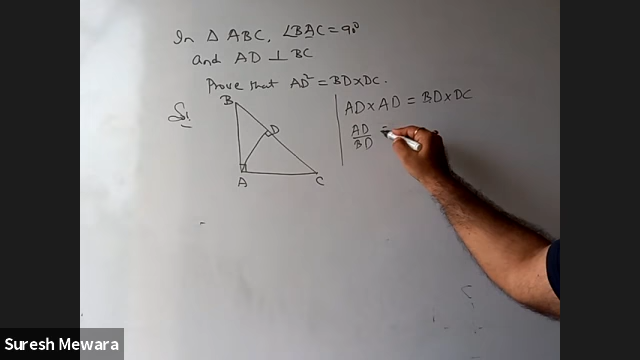 In △ ABC, ∠BAC = 90°
and AD ⊥ BC
Prove that AD² = BD×DC.
B
D
A
C
AD×AD = BD×DC
AD
BD
Suresh Mewara